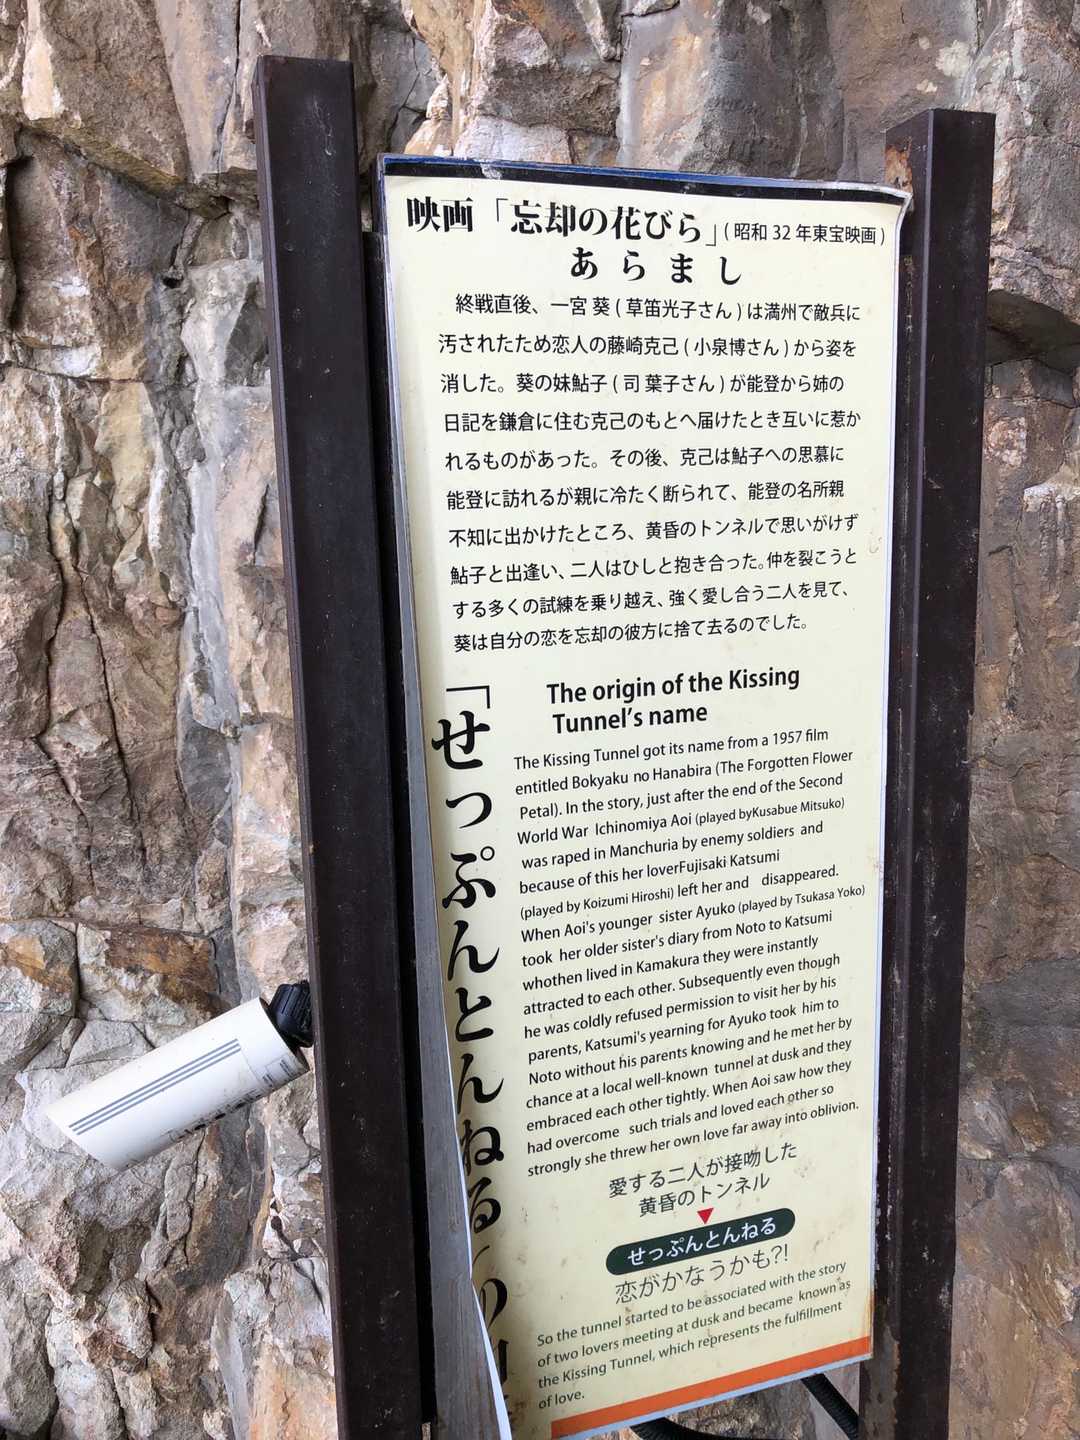 映画「忘却の花びら」(昭和32年東宝映画)
あらまし
終戦直後、一宮 葵(草笛光子さん)は満州で敵兵に
汚されたため恋人の藤崎克己(小泉博さん)から姿を
消した。葵の妹鮎子(司 葉子さん)が能登から姉の
日記を鎌倉に住む克己のもとへ届けたとき互いに惹か
れるものがあった。その後、克己は鮎子への思慕に
能登に訪れるが親に冷たく断られて、能登の名所親
不知に出かけたところ、黄昏のトンネルで思いがけず
鮎子と出逢い、二人はひしと抱き合った。仲を裂こうと
する多くの試練を乗り越え、強く愛し合う二人を見て、
葵は自分の恋を忘却の彼方に捨て去るのでした。
「せっぷんとんねる
The origin of the Kissing
Tunnel's name
The Kissing Tunnel got its name from a 1957 film
entitled Bokyaku no Hanabira (The Forgotten Flower
Petal). In the story, just after the end of the Second
World War Ichinomiya Aoi (played byKusabue Mitsuko)
was raped in Manchuria by enemy soldiers and
because of this her loverFujisaki Katsumi
(played by Koizumi Hiroshi) left her and disappeared.
When Aoi's younger sister Ayuko (played by Tsukasa Yoko)
took her older sister's diary from Noto to Katsumi
whothen lived in Kamakura they were instantly
attracted to each other. Subsequently even though
he was coldly refused permission to visit her by his
parents, Katsumi's yearning for Ayuko took him to
Noto without his parents knowing and he met her by
chance at a local well-known tunnel at dusk and they
embraced each other tightly. When Aoi saw how they
had overcome such trials and loved each other so
strongly she threw her own love far away into oblivion.
愛する二人が接吻した
黄昏のトンネル
せっぷんとんねる
恋がかなうかも?!
So the tunnel started to be associated with the story
of two lovers meeting at dusk and became known as
the Kissing Tunnel, which represents the fulfillment
of love.